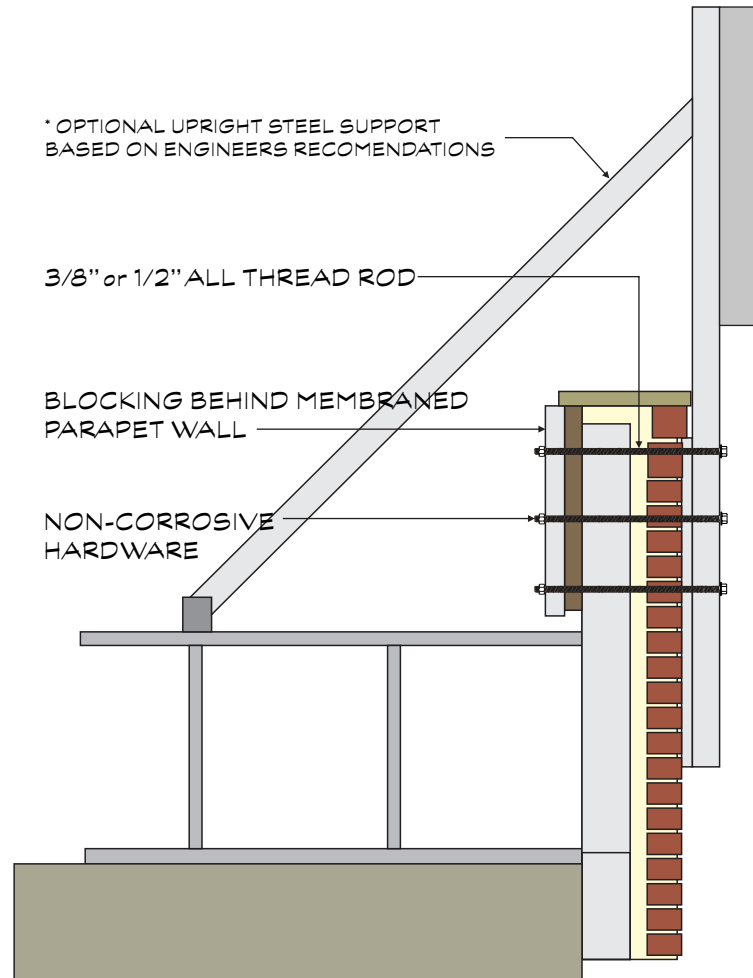 * OPTIONAL UPRIGHT STEEL SUPPORT
BASED ON ENGINEERS RECOMENDATIONS
3/8” or 1/2” ALL THREAD ROD
BLOCKING BEHIND MEMBRANED
PARAPET WALL
NON-CORROSIVE
HARDWARE